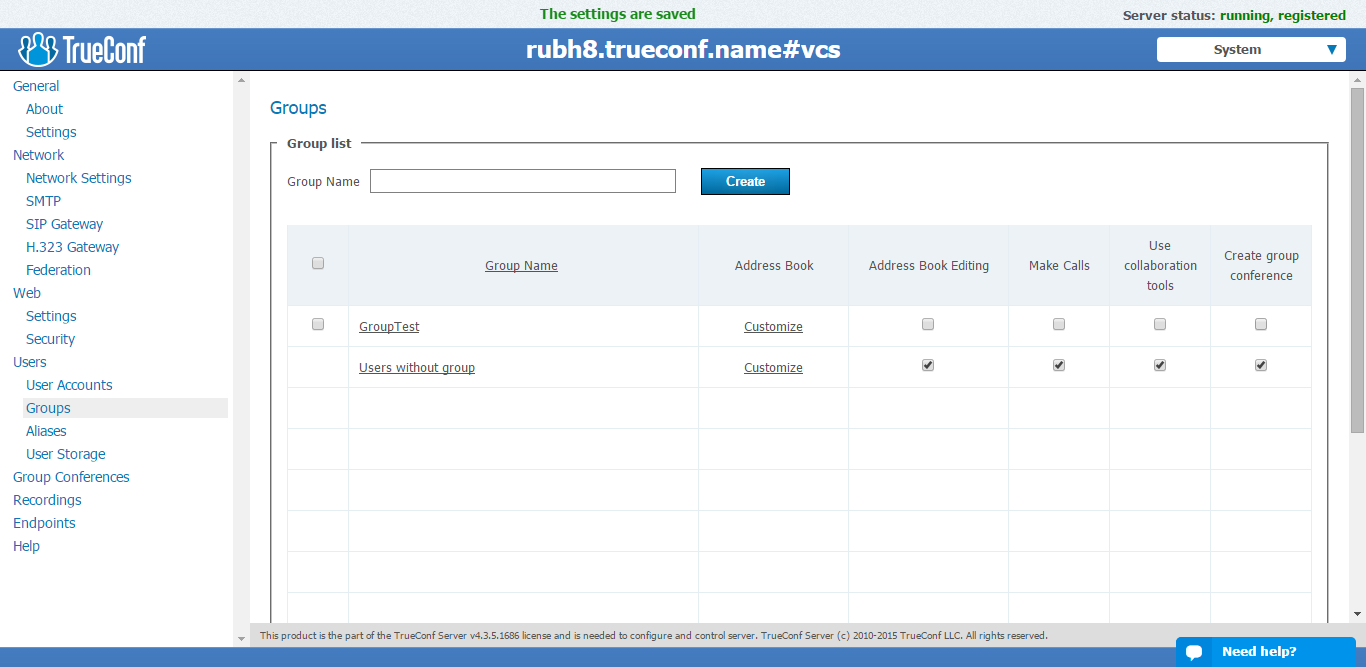 The settings are saved
Server status: running, registered
TrueConf
rubh8.trueconf.name#vcs
System
General
About
Settings
Network
Network Settings
SMTP
SIP Gateway
H.323 Gateway
Federation
Web
Settings
Security
Users
User Accounts
Groups
Aliases
User Storage
Group Conferences
Recordings
Endpoints
Help
Groups
Group list
Group Name
Create
Group Name
Address Book
Address Book Editing
Make Calls
Use
collaboration
tools
Create group
conference
GroupTest
Customize
Users without group
Customize
This product is the part of the TrueConf Server v4.3.5.1686 license and is needed to configure and control server. TrueConf Server (c) 2010-2015 TrueConf LLC. All rights reserved.
Need help?